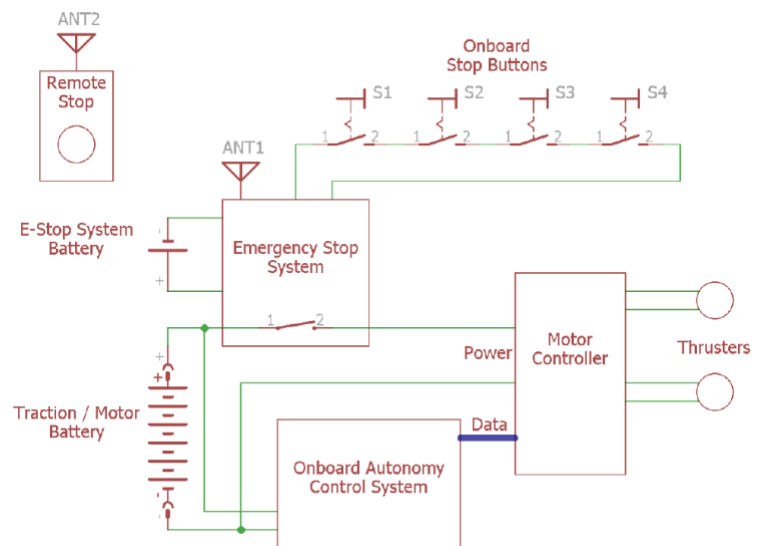 ANT2
Remote
Stop
Onboard
Stop Buttons
S1
S2
S3
S4
1
2
1
2
1
2
1
2
ANT1
E-Stop System
Battery
-
+
Emergency Stop
System
1
2
+
+
Traction / Motor
Battery
-
-
Power
Motor
Controller
Thrusters
Data
Onboard Autonomy
Control System